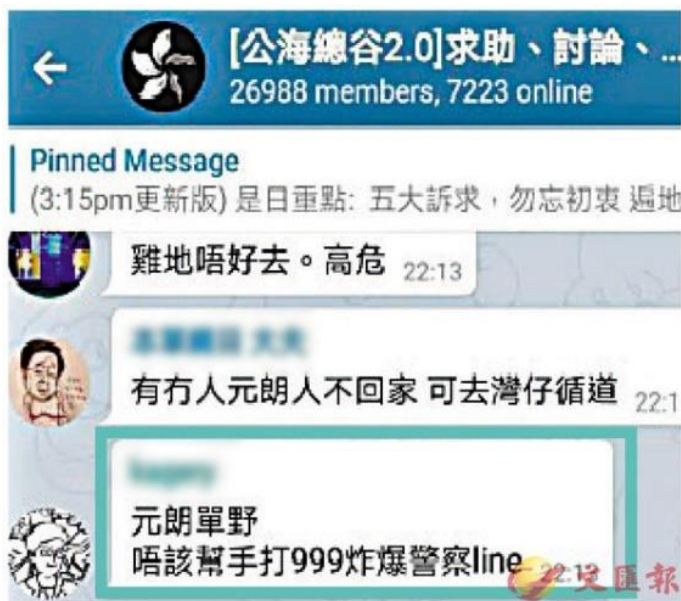 [公海總谷2.0]求助、討論、...
26988 members, 7223 online
Pinned Message
(3:15pm更新版) 是日重點: 五大訴求,勿忘初衷 遍地
雞地唔好去。高危 22:13
有冇人元朗人不回家 可去灣仔循道 22:1
元朗單野
唔該幫手打999炸爆警察line 22:13
文匯報